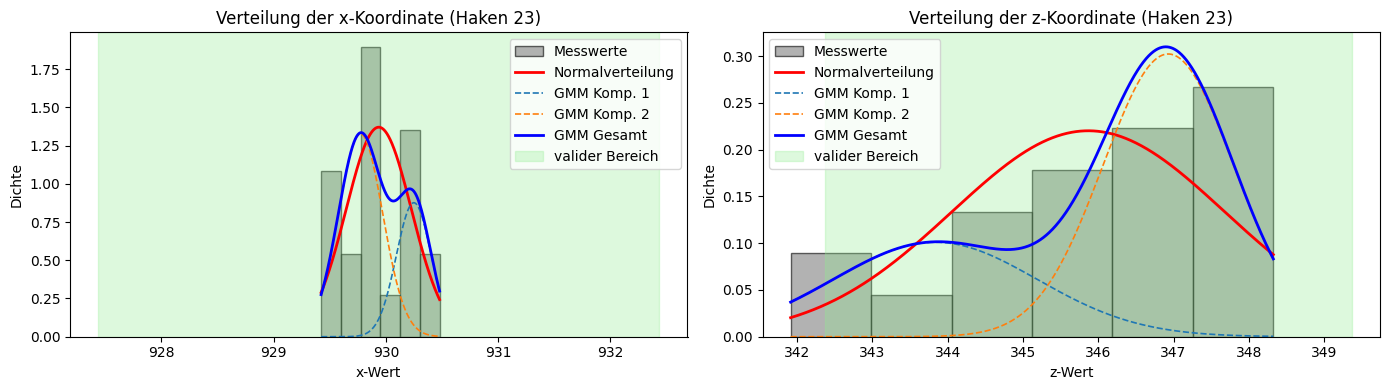 Verteilung der x-Koordinate (Haken 23)
Dichte
1.75
1.50
1.25
1.00
0.75
0.50
0.25
0.00
928
929
930
931
932
x-Wert
Messwerte
Normalverteilung
GMM Komp. 1
GMM Komp. 2
GMM Gesamt
valider Bereich
Verteilung der z-Koordinate (Haken 23)
Dichte
0.30
0.25
0.20
0.15
0.10
0.05
0.00
342
343
344
345
346
347
348
349
z-Wert
Messwerte
Normalverteilung
GMM Komp. 1
GMM Komp. 2
GMM Gesamt
valider Bereich